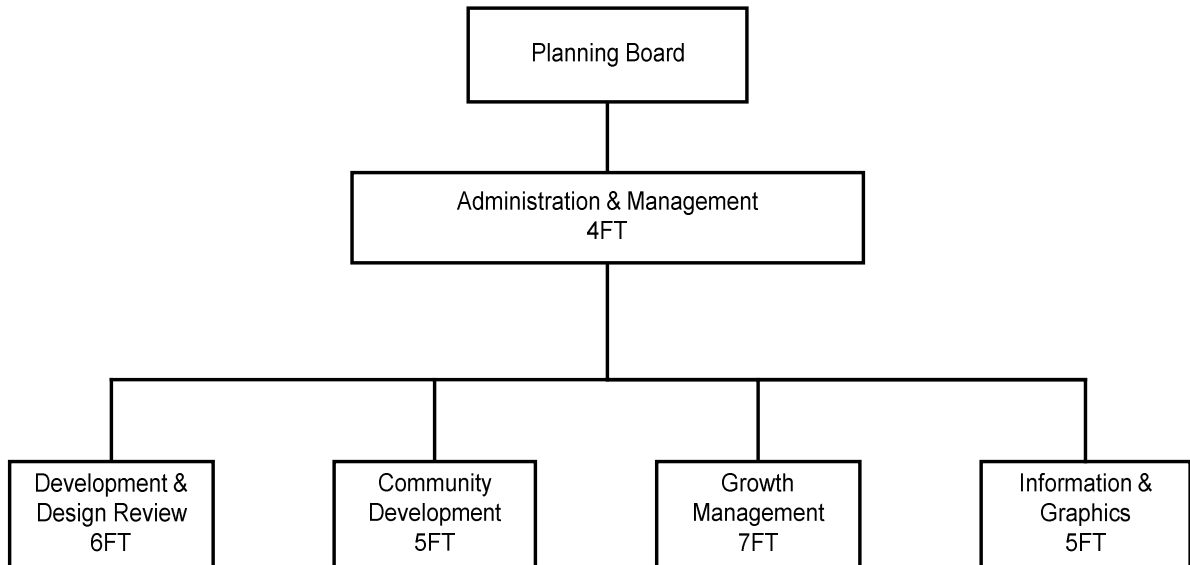 Planning Board
Administration & Management
4FT
Development &
Design Review
6FT
Community
Development
5FT
Growth
Management
7FT
Information &
Graphics
5FT